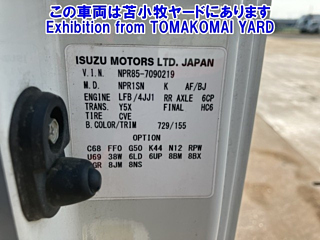 この車両は苫小牧ヤードにあります
Exhibition from TOMAKOMAI YARD
ISUZU MOTORS LTD. JAPAN
V.I.N. NPR85-7090219
M.D. NPR1SN K AF/BJ
ENGINE LFB /4JJ1 RR AXLE 6CP
TRANS. Y5X FINAL HC6
TIRE CVE
B.COLOR/TRIM 729/155
OPTION
C68 FF0 G50 K44 N12 RPW
U69 38W 6LD 6UP 8BM 8BX
8JM 8NS